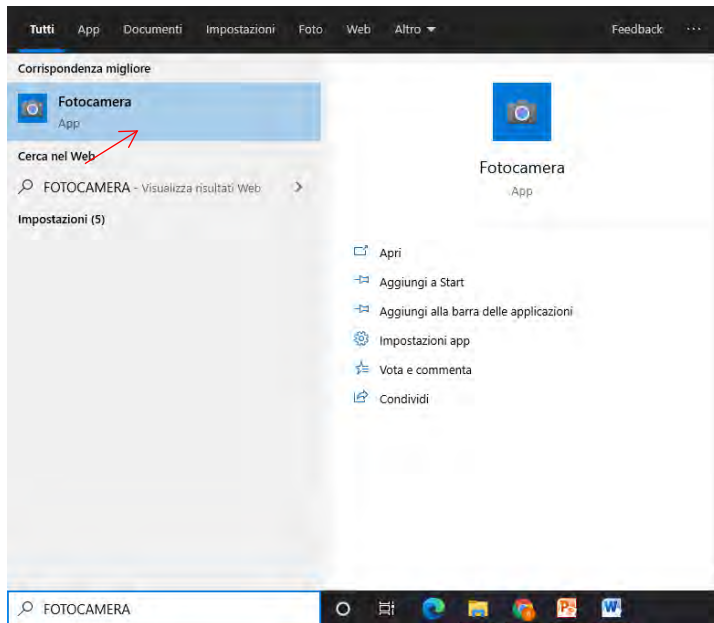 Tutti App Documenti Impostazioni Foto Web Altro Feedback ...
Corrispondenza migliore
Fotocamera
App
Cerca nel Web
FOTOCAMERA - Visualizza risultati Web
Impostazioni (5)
Fotocamera
App
Apri
Aggiungi a Start
Aggiungi alla barra delle applicazioni
Impostazioni app
Vota e commenta
Condividi
FOTOCAMERA